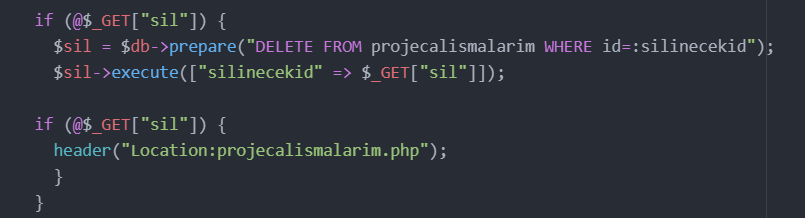 if (@$_GET["sil"]) {
$sil = $db->prepare("DELETE FROM projecalismalarim WHERE id=:silinecekid");
$sil->execute(["silinecekid" => $_GET["sil"]]);
if (@$_GET["sil"]) {
header("Location:projecalismalarim.php");
}
}